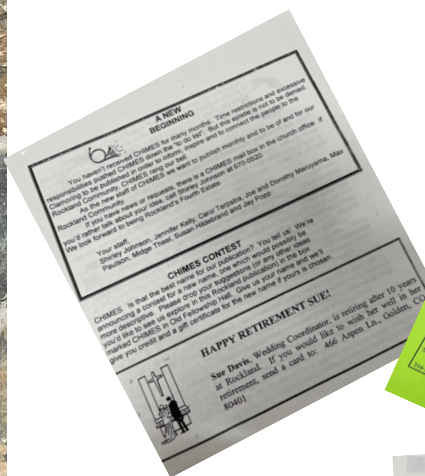 A NEW
BEGINNING
You haven't received CHIMES for many months. Time restrictions and excessive
responsibilities pushed CHIMES down the "to do list". But this epistle is not to be denied.
Clamoring to be published in order to inform, inspire and to connect the people to the
Rockland Community, CHIMES rang our bell.
As the new staff of CHIMES we want to publish monthly and to be of and for our
Rockland Community.
If you have news or requests, there is a CHIMES mail box in the church office. If
you'd rather talk about your idea, call Shirley Johnson at 670-0520.
We look forward to being Rockland's Fourth Estate.
Your staff,
Shirley Johnson, Jennifer Kelly, Carol Terpstra, Joe and Dorothy Maruyama, Max
Paulson, Midge Theel, Susan Hildebrand and Jay Popp
CHIMES CONTEST
CHIMES. Is that the best name for our publication? You tell us! We're
announcing a contest for a new name, one which would possibly be
more descriptive. Please drop your suggestions (or any other ideas
you'd like to see us explore in this Rockland publication) in the box
marked CHIMES in Old Fellowship Hall. Give us your name and we'll
give you credit and a gift certificate for the new name if yours is chosen.
HAPPY RETIREMENT SUE!
Sue Davis, Wedding Coordinator, is retiring after 10 years
at Rockland. If you would like to wish her well in her
retirement, send a card to: 466 Aspen Ln., Golden, CO
80401